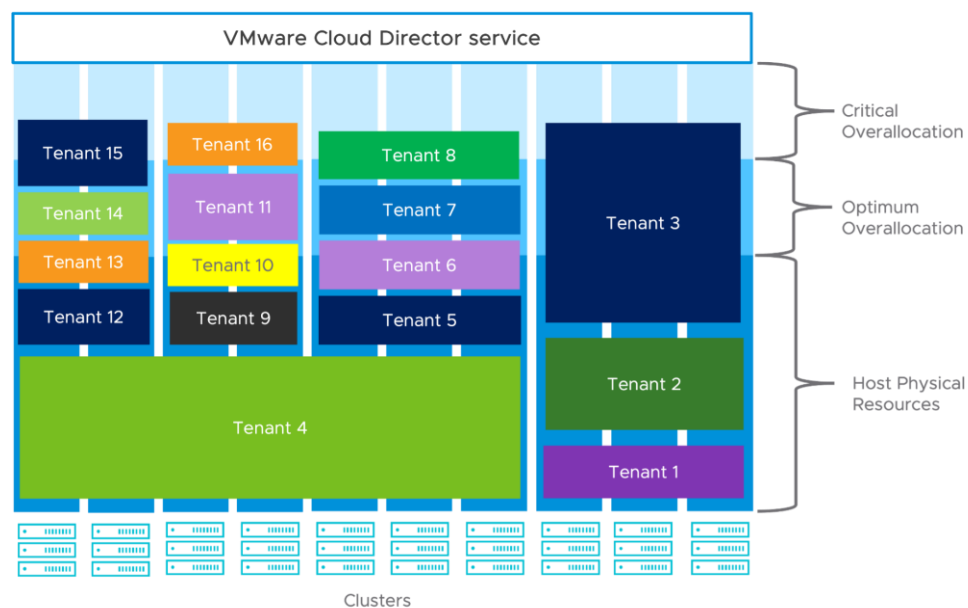 VMware Cloud Director service
Critical
Overallocation
Tenant 15
Tenant 16
Tenant 8
Tenant 14
Tenant 11
Tenant 7
Tenant 3
Optimum
Overallocation
Tenant 13
Tenant 10
Tenant 6
Tenant 12
Tenant 9
Tenant 5
Tenant 2
Host Physical
Resources
Tenant 4
Tenant 1
Clusters